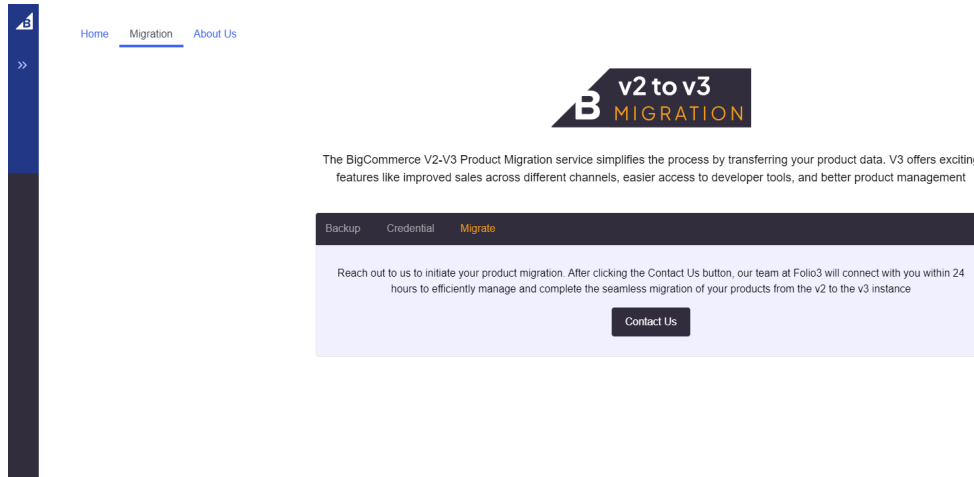 B
Home Migration About Us
»
v2 to v3
B MIGRATION
The BigCommerce V2-V3 Product Migration service simplifies the process by transferring your product data. V3 offers exciting
features like improved sales across different channels, easier access to developer tools, and better product management
Backup Credential Migrate
Reach out to us to initiate your product migration. After clicking the Contact Us button, our team at Folio3 will connect with you within 24
hours to efficiently manage and complete the seamless migration of your products from the v2 to the v3 instance
Contact Us